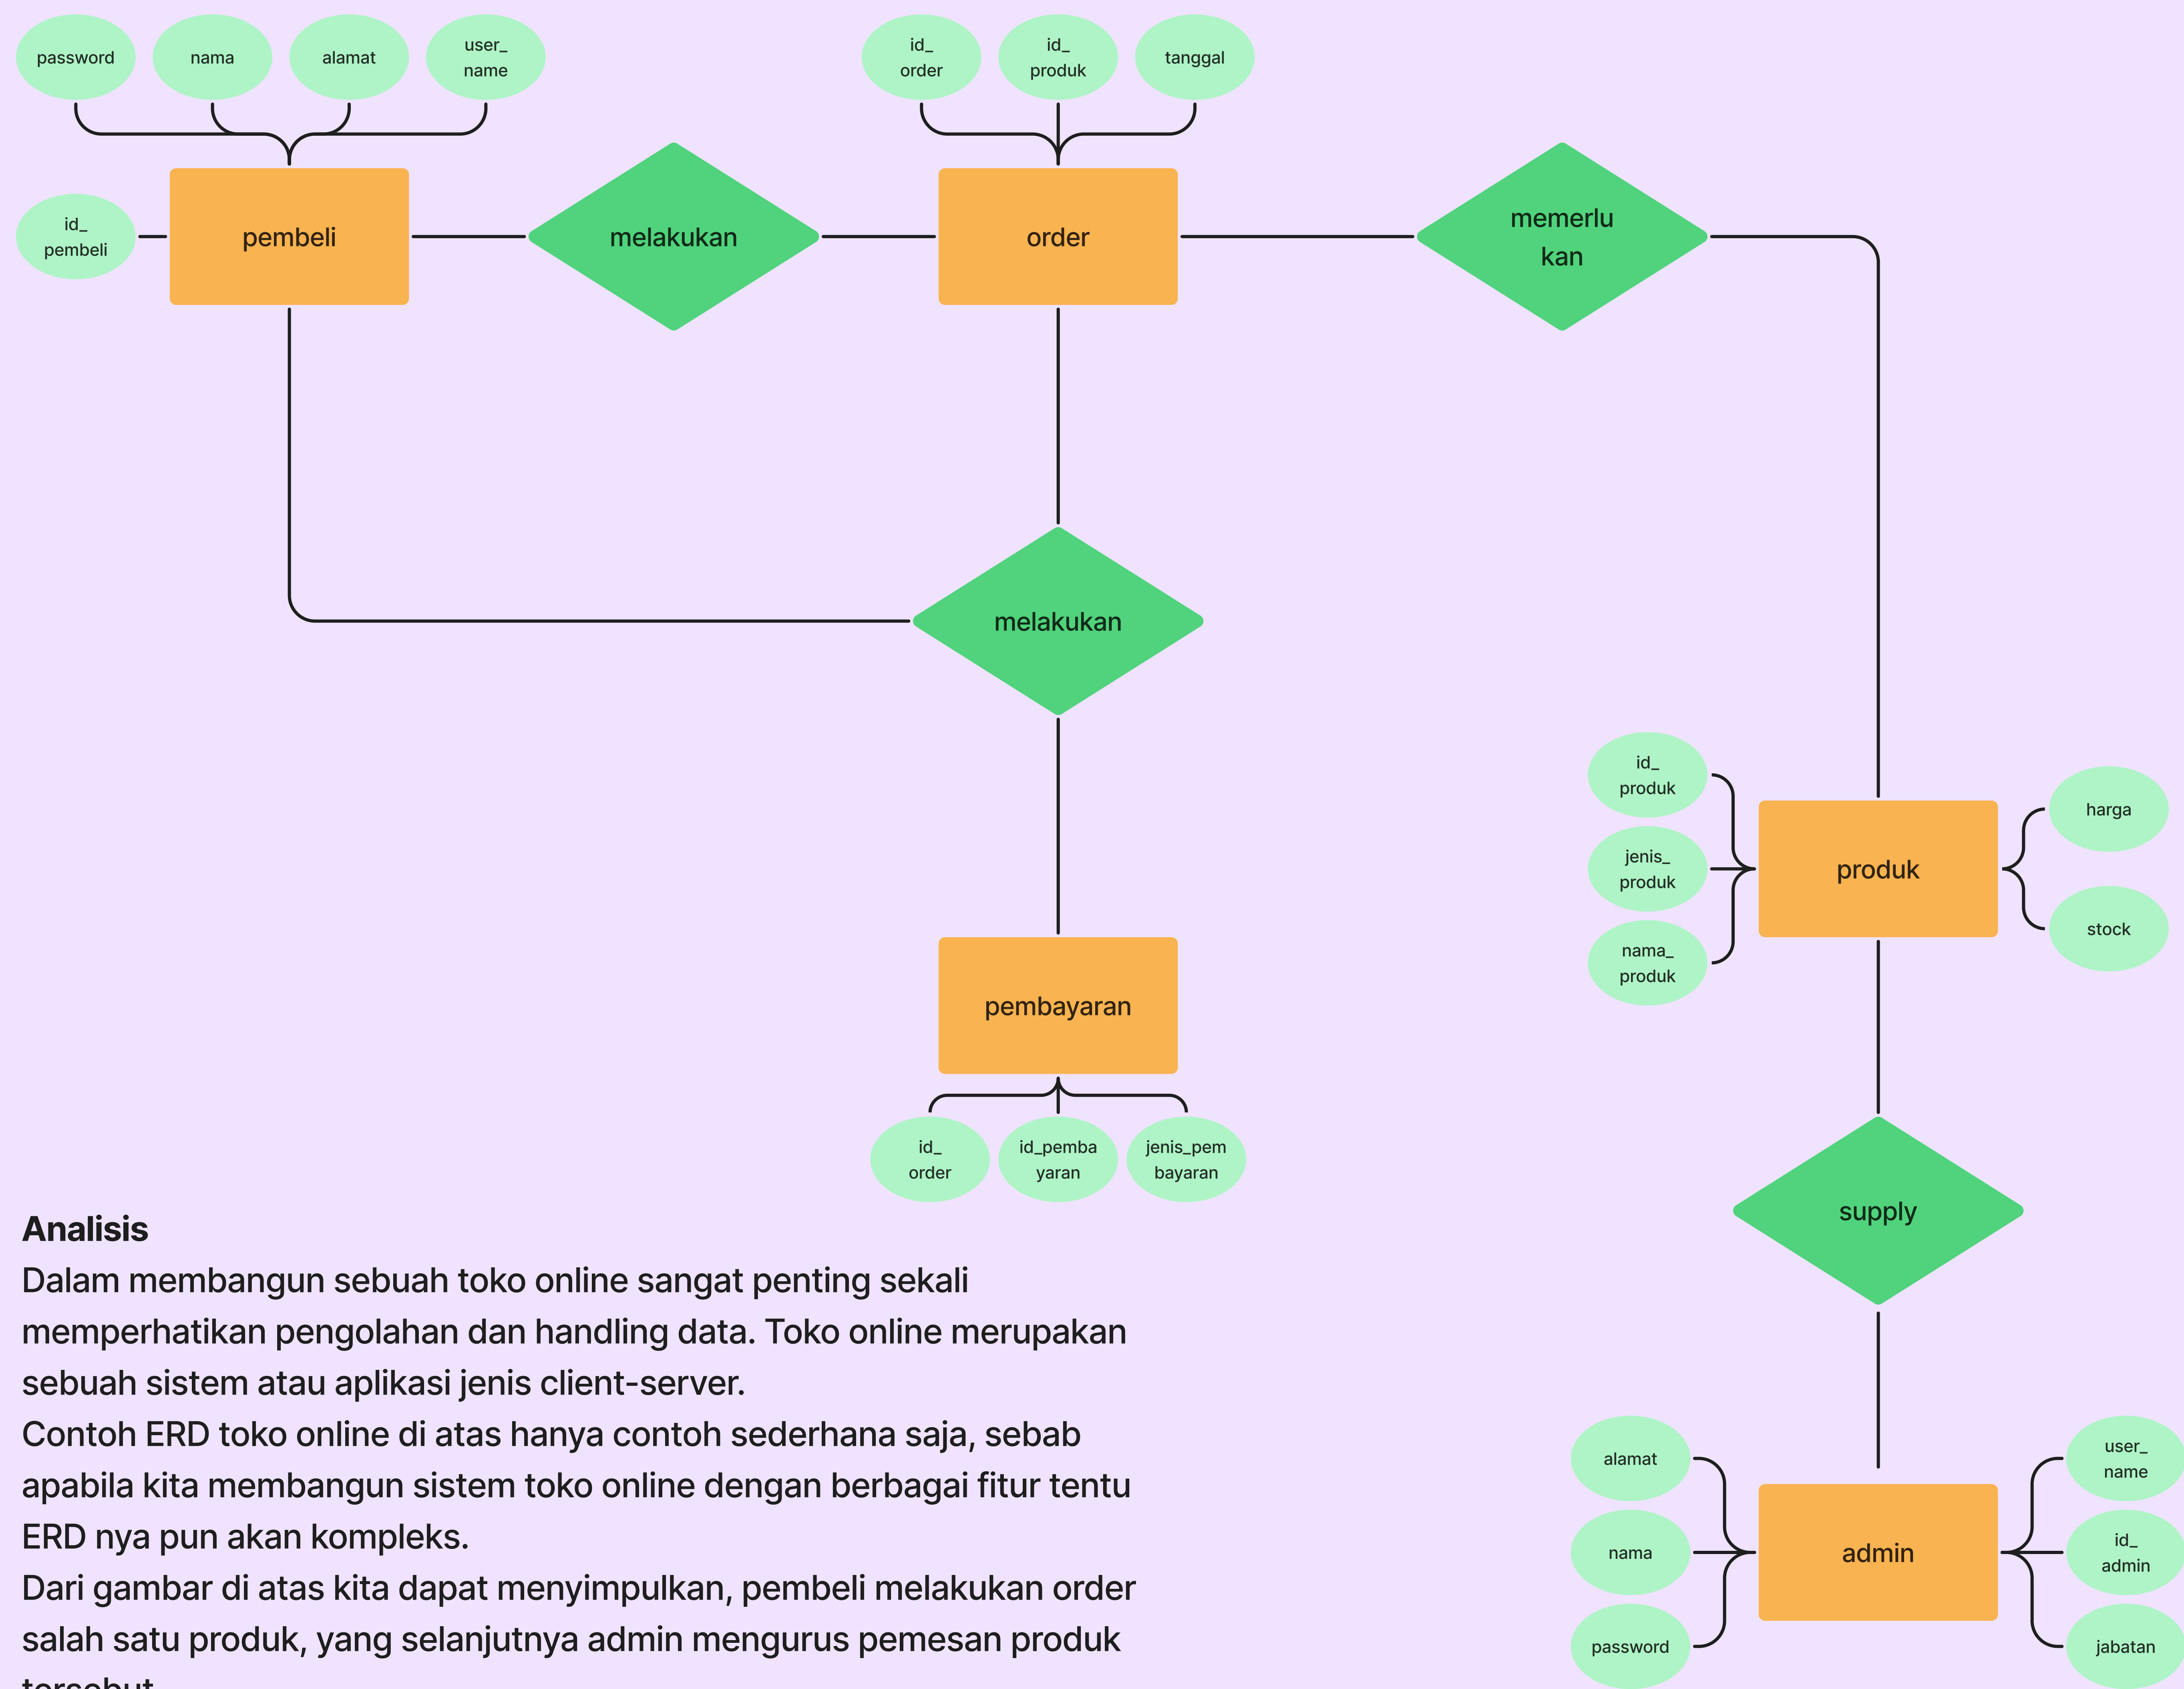 password
nama
alamat
user_
name
id_
order
id_
produk
tanggal
id_
pembeli
pembeli
melakukan
order
memerlu
kan
melakukan
id_
produk
jenis_
produk
nama_
produk
produk
harga
stock
pembayaran
id_
order
id_pemba
yaran
jenis_pem
bayaran
supply
alamat
nama
password
admin
user_
name
id_
admin
jabatan
Analisis
Dalam membangun sebuah toko online sangat penting sekali
memperhatikan pengolahan dan handling data. Toko online merupakan
sebuah sistem atau aplikasi jenis client-server.
Contoh ERD toko online di atas hanya contoh sederhana saja, sebab
apabila kita membangun sistem toko online dengan berbagai fitur tentu
ERD nya pun akan kompleks.
Dari gambar di atas kita dapat menyimpulkan, pembeli melakukan order
salah satu produk, yang selanjutnya admin mengurus pemesan produk
tersebut